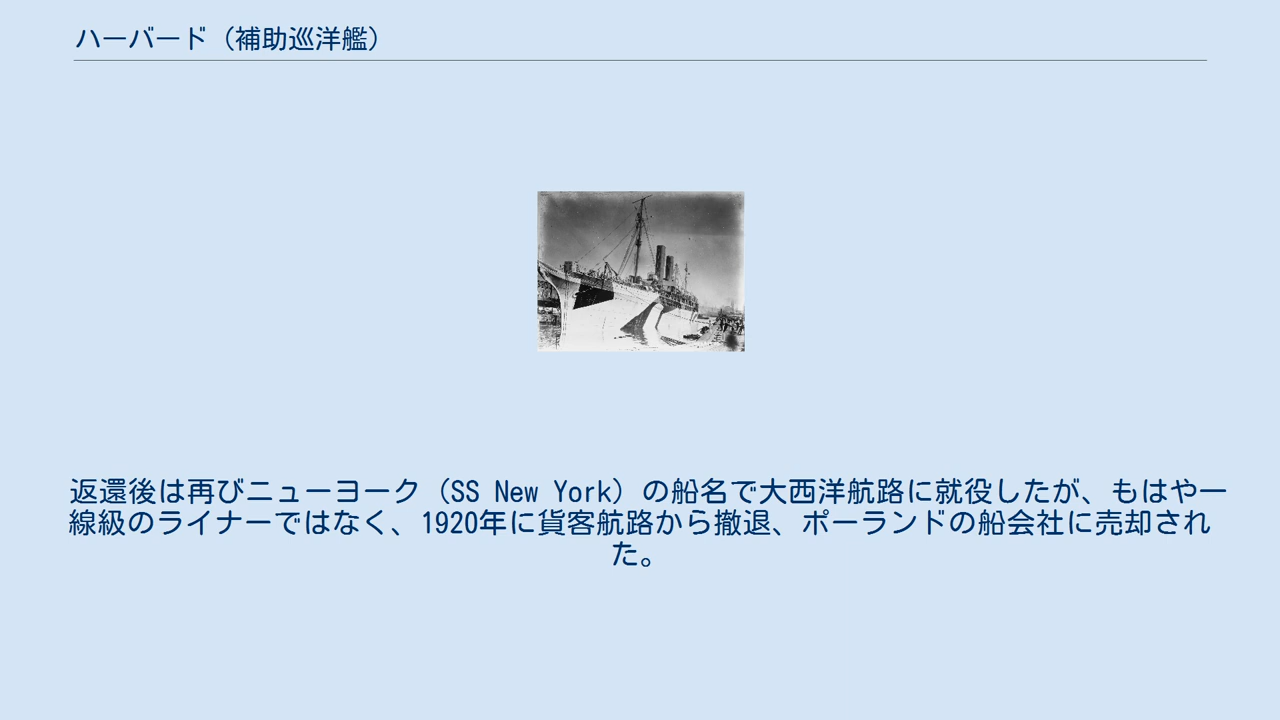 ハーバード（補助巡洋艦）
返還後は再びニューヨーク（SS New York）の船名で大西洋航路に就役したが、もはや一
線級のライナーではなく、1920年に貨客航路から撤退、ポーランドの船会社に売却され
た。